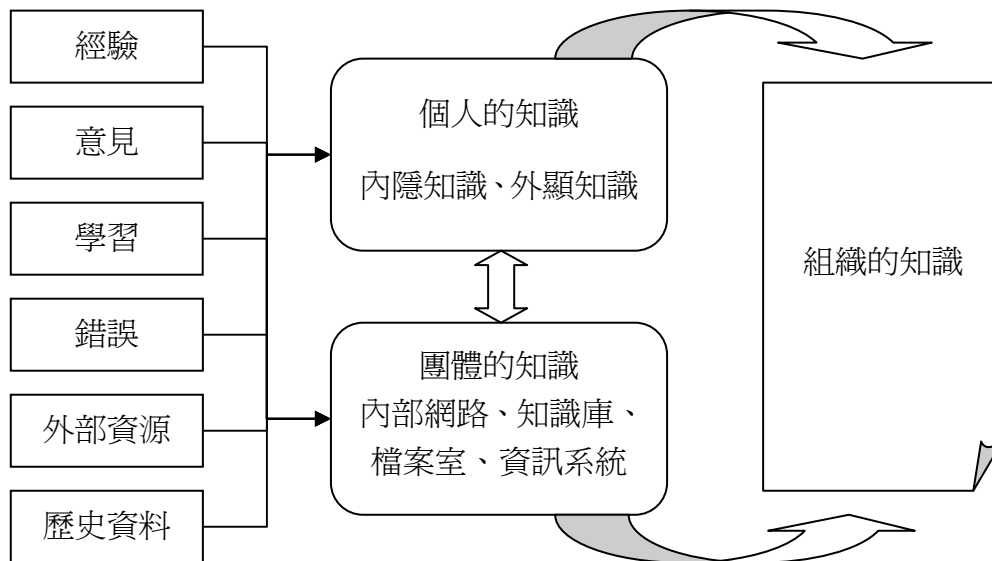 經驗
意見
學習
錯誤
外部資源
歷史資料
個人的知識
內隱知識、外顯知識
團體的知識
內部網路、知識庫、
檔案室、資訊系統
組織的知識